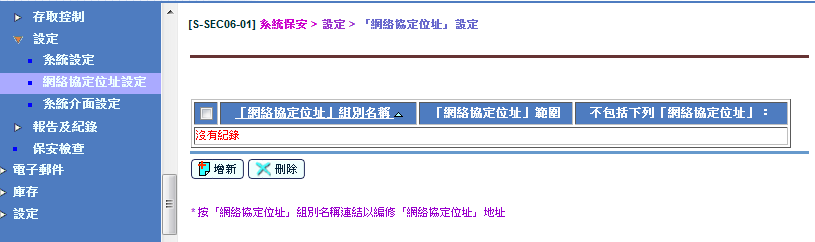 存取控制
設定
系統設定
網絡協定位址設定
系統介面設定
報告及紀錄
保安檢查
電子郵件
庫存
設定
[S-SEC06-01] 系統保安 > 設定 > 「網絡協定位址」設定
「網絡協定位址」組別名稱 「網絡協定位址」範圍 不包括下列「網絡協定位址」：
沒有紀錄
增新 刪除
* 按「網絡協定位址」組別名稱連結以編修「網絡協定位址」地址